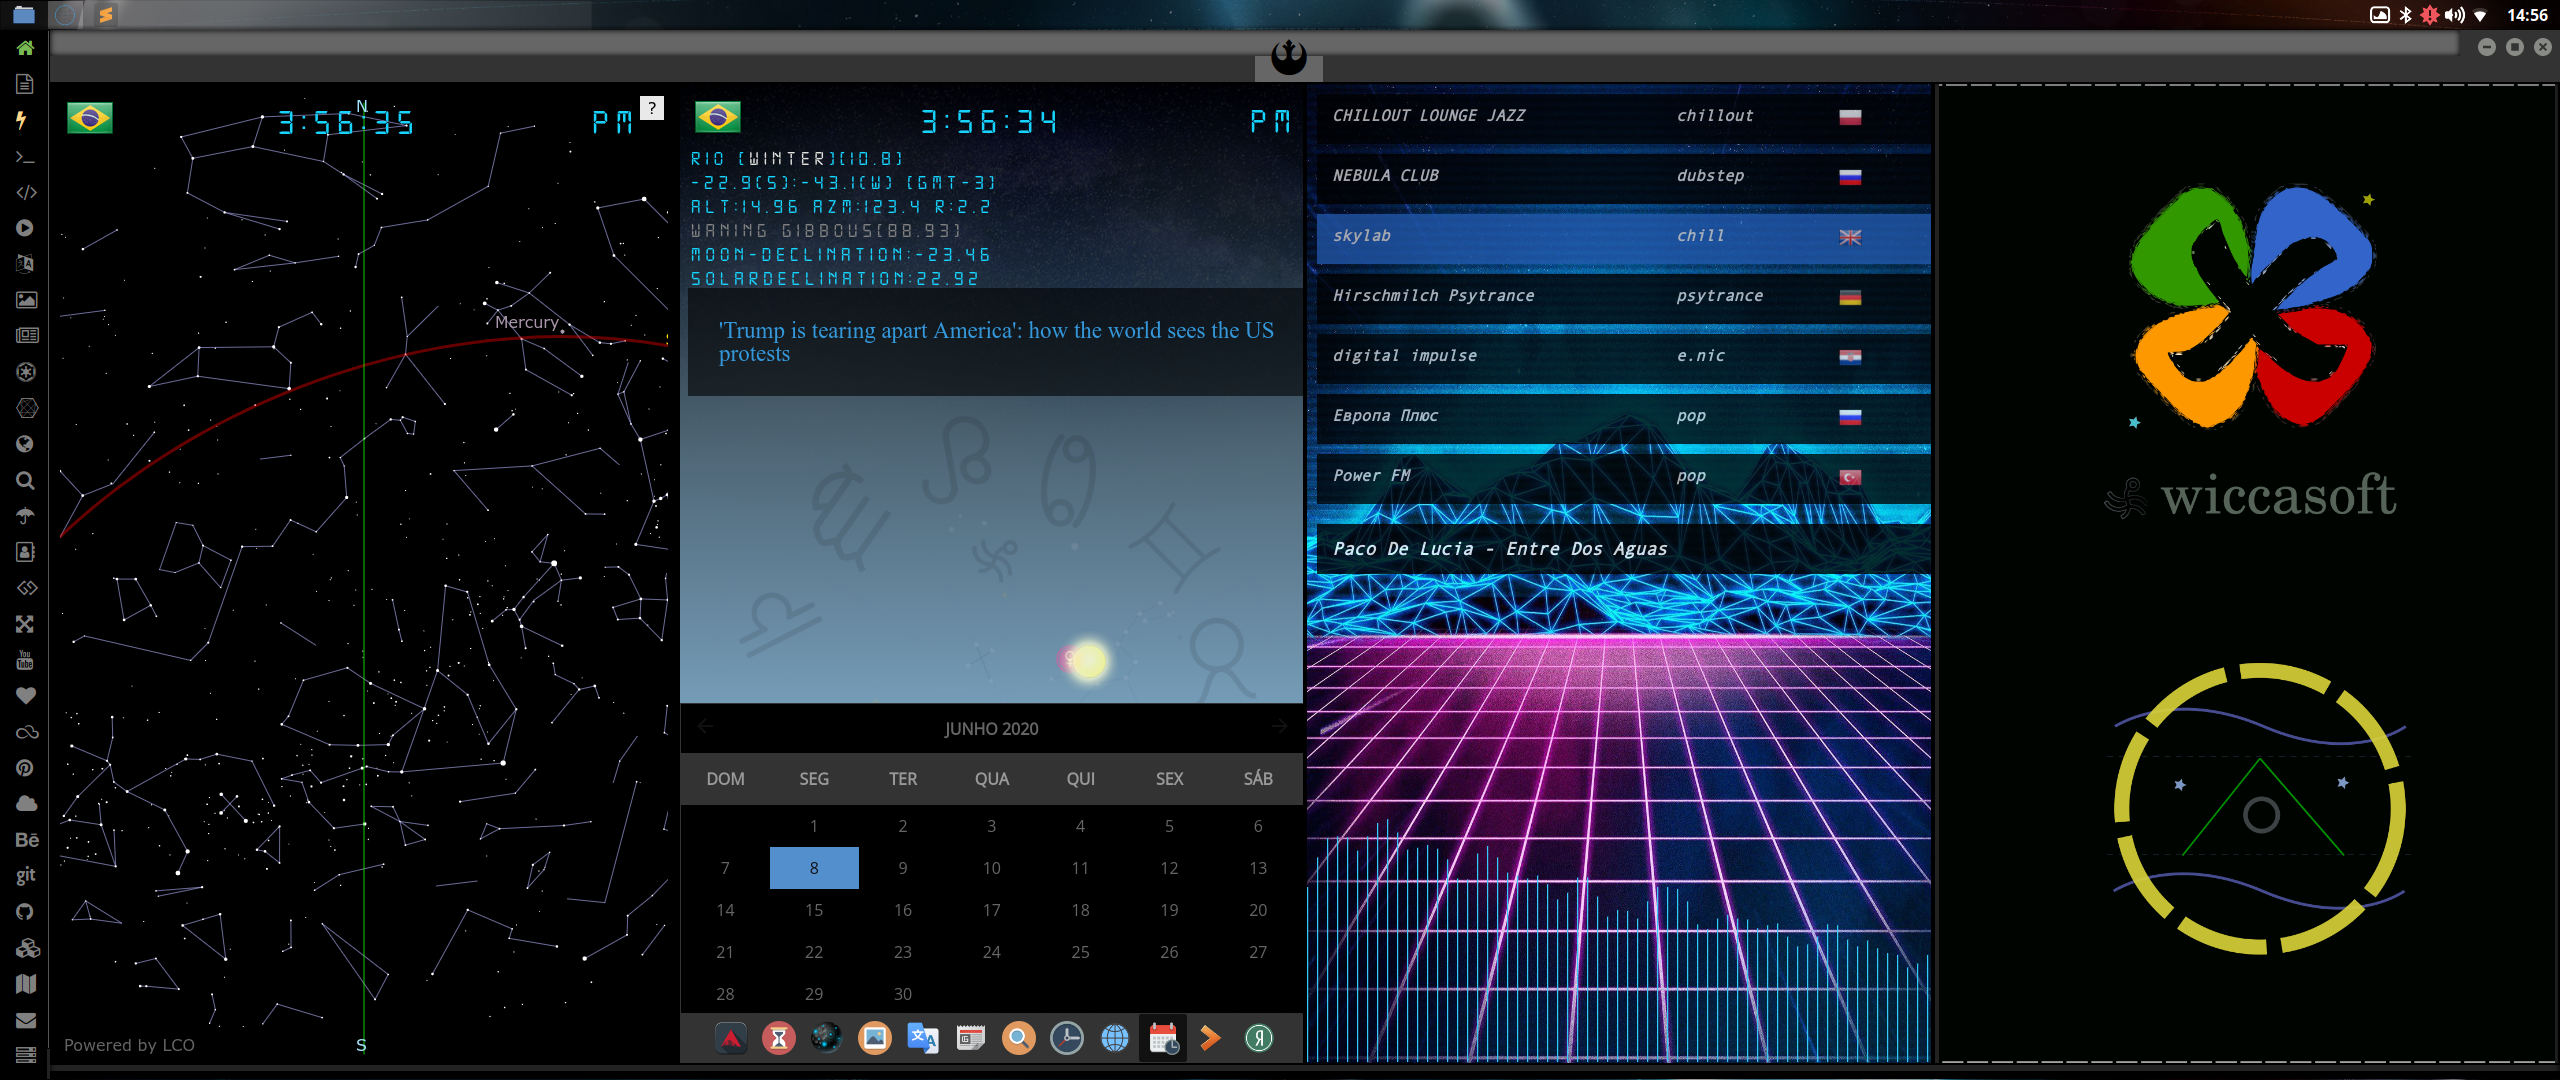 14:56
N
3:56:35
PM
?
Mercury
S
Powered by LCO
You
Tube
Bē
git
3:56:34
PM
RIO [WINTER][10.8]
-22.9(S):-43.1(W) [GMT-3]
ALT:14.96 AZM:123.4 R:2.2
WANING GIBBOUS[88.93]
MOON-DECLINATION:-23.46
SOLARDECLINATION:22.92
'Trump is tearing apart America': how the world sees the US
protests
JUNHO 2020
DOM SEG TER QUA QUI SEX SÁB
1 2 3 4 5 6
7 8 9 10 11 12 13
14 15 16 17 18 19 20
21 22 23 24 25 26 27
28 29 30
CHILLOUT LOUNGE JAZZ chillout
NEBULA CLUB dubstep
skylab chill
Hirschmilch Psytrance psytrance
digital impulse e.nic
Европа Плюс pop
Power FM pop
Paco De Lucia - Entre Dos Aguas
wiccasoft